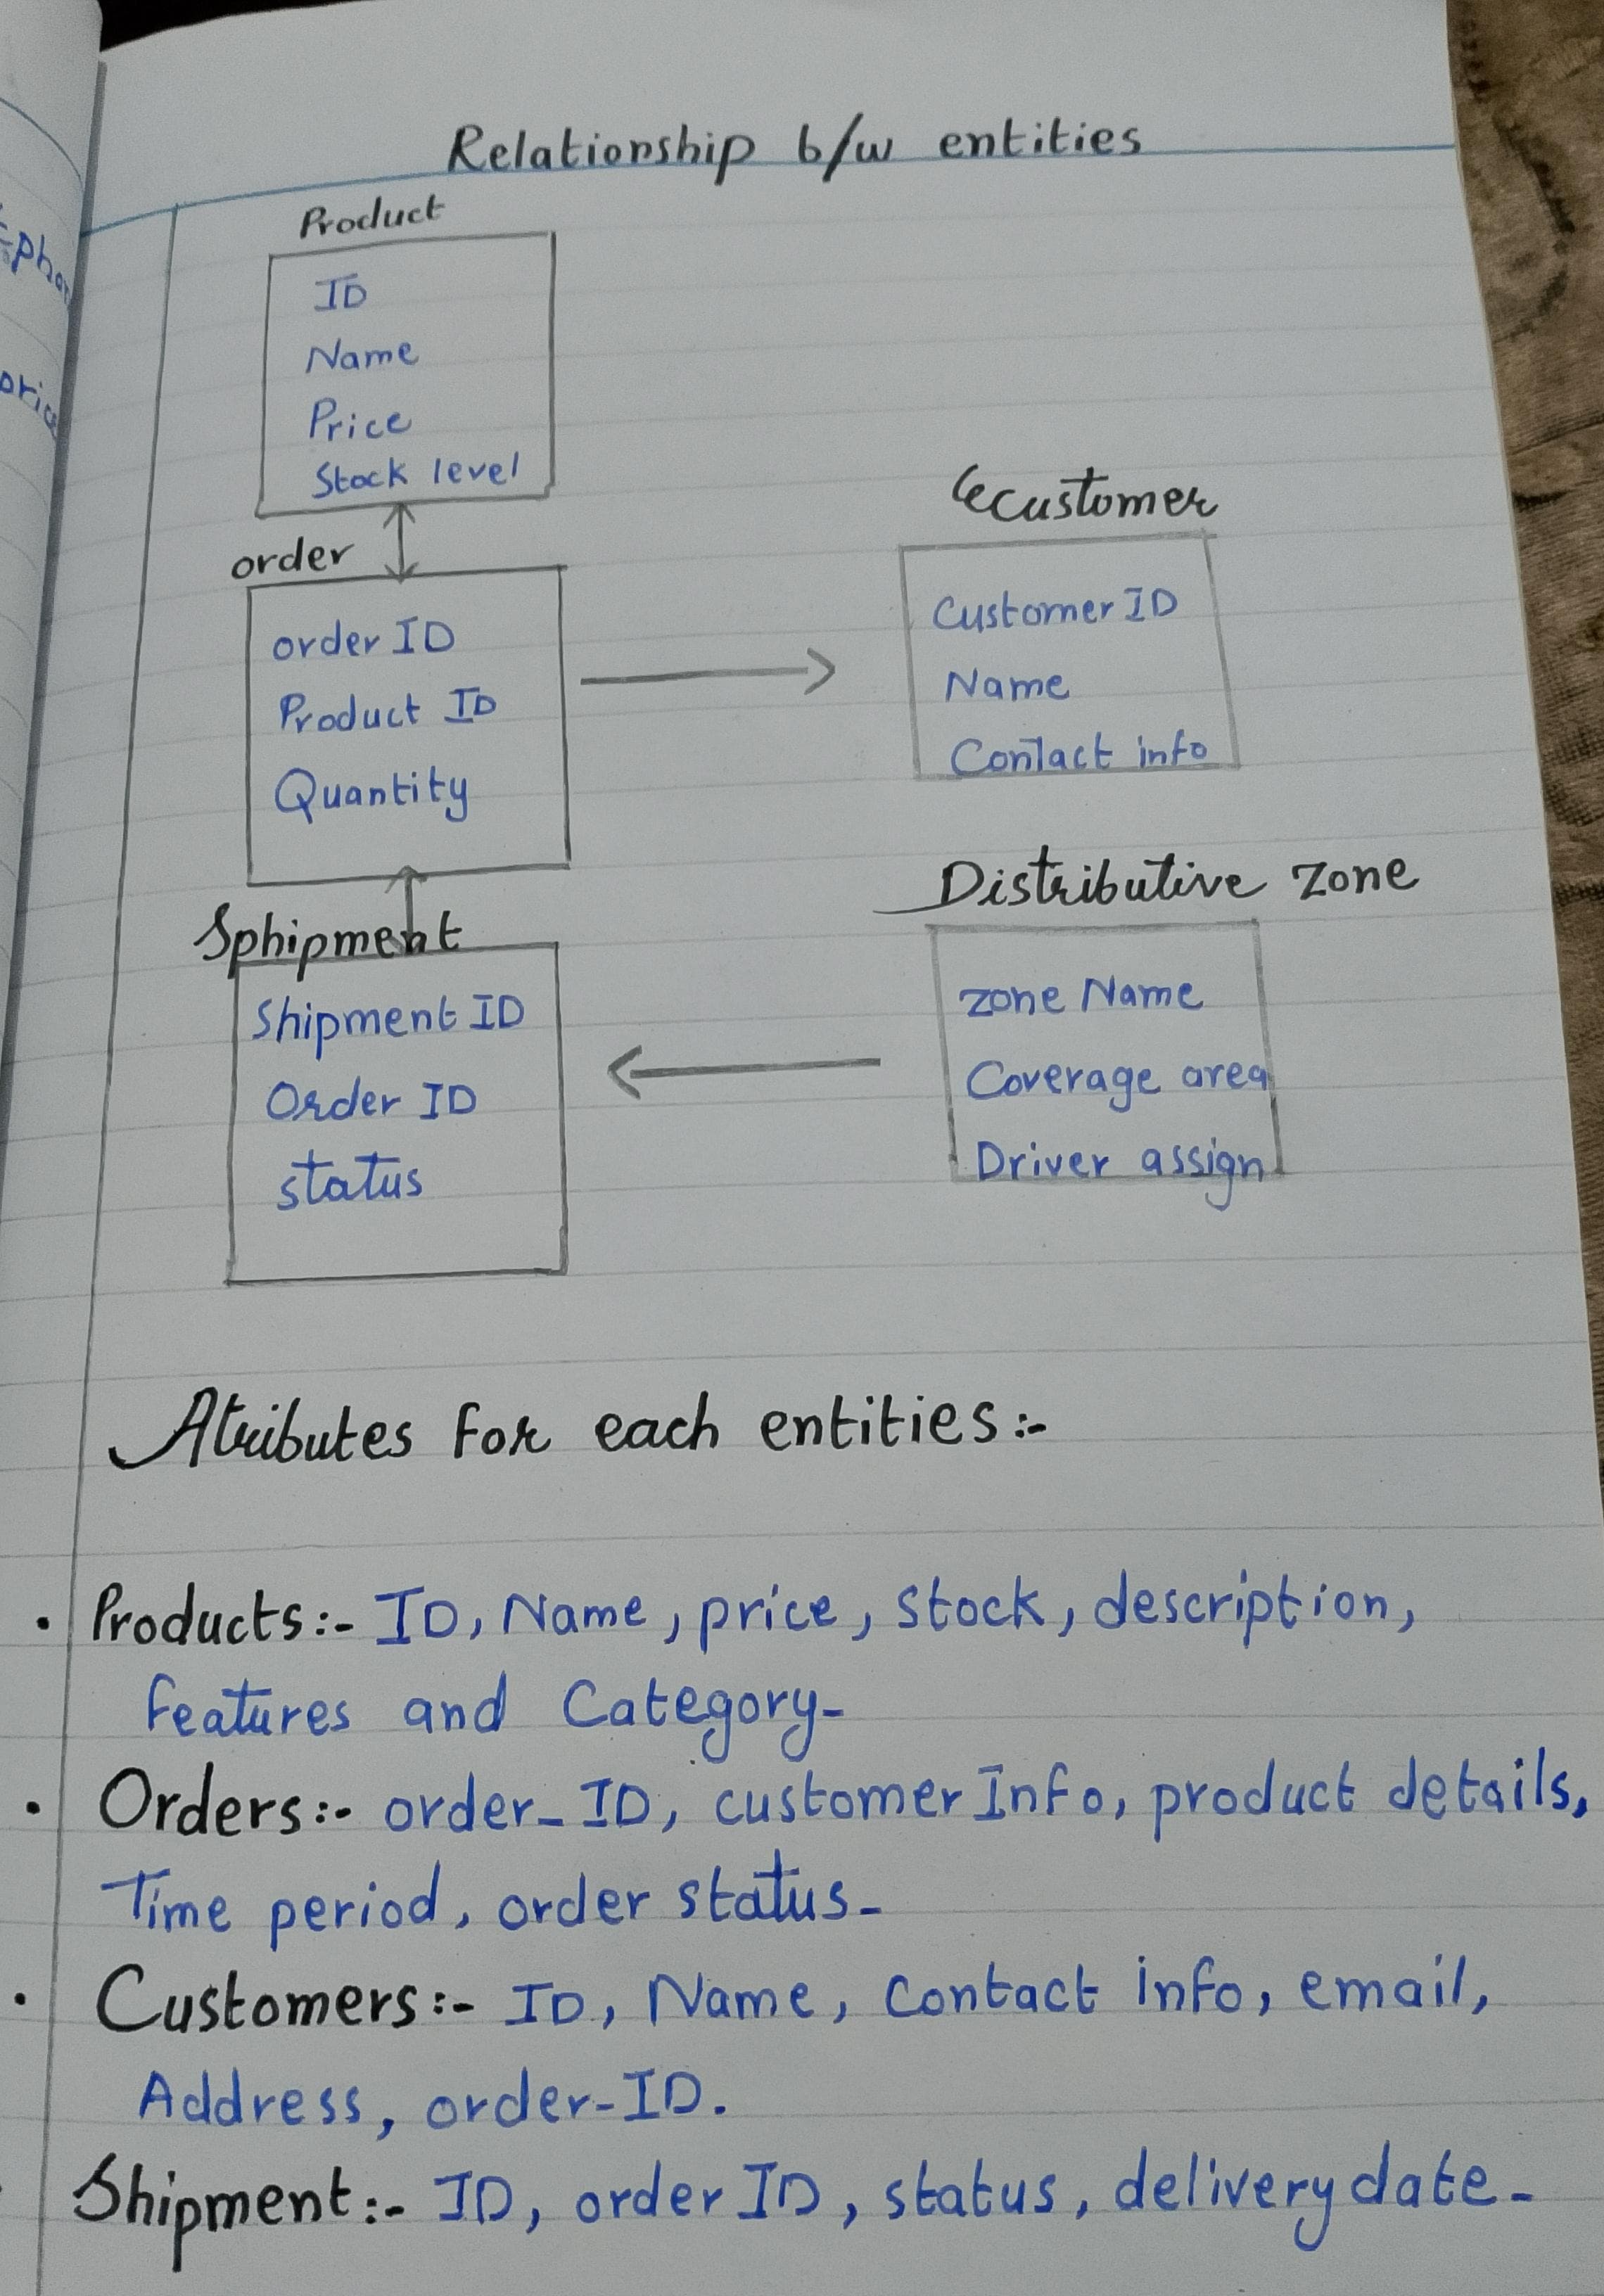 Relationship b/w entities
Product
ID
Name
Price
Stock level
order
order ID
Product ID
Quantity
Customer
Customer ID
Name
Contact info
Sphipment
Shipment ID
Order ID
status
Distributive zone
zone Name
Coverage area
Driver assign
Atributes for each entities:-
• Products:- ID, Name, price, stock, description,
features and Category-
• Orders:- order_ID, customer Info, product details,
Time period, order status-
• Customers:- ID, Name, contact info, email,
Address, order-ID.
Shipment:- ID, order ID, status, delivery date-